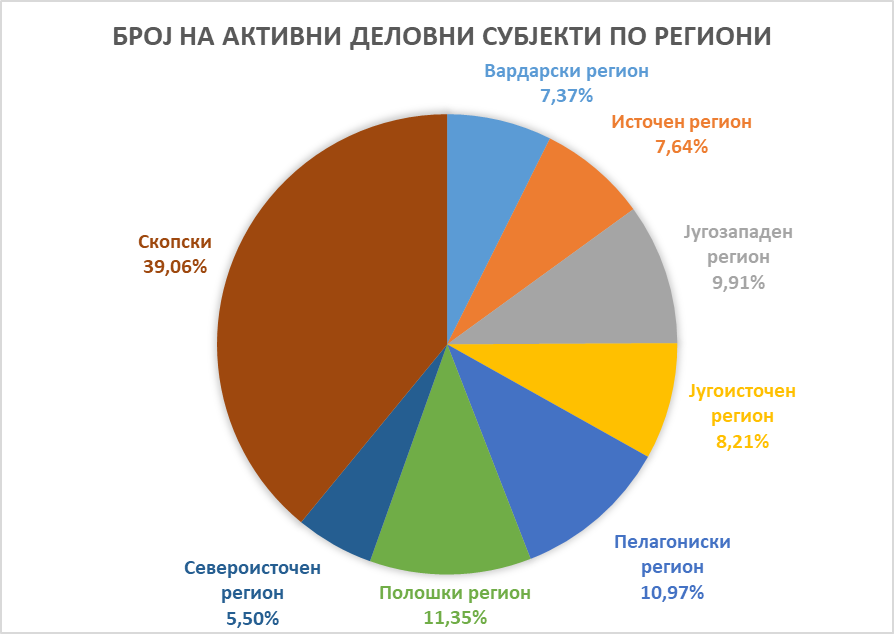 БРОЈ НА АКТИВНИ ДЕЛОВНИ СУБЈЕКТИ ПО РЕГИОНИ
Вардарски регион
7,37%
Источен регион
7,64%
Југозападен
регион
9,91%
Југоисточен
регион
8,21%
Пелагониски
регион
10,97%
Полошки регион
11,35%
Североисточен
регион
5,50%
Скопски
39,06%